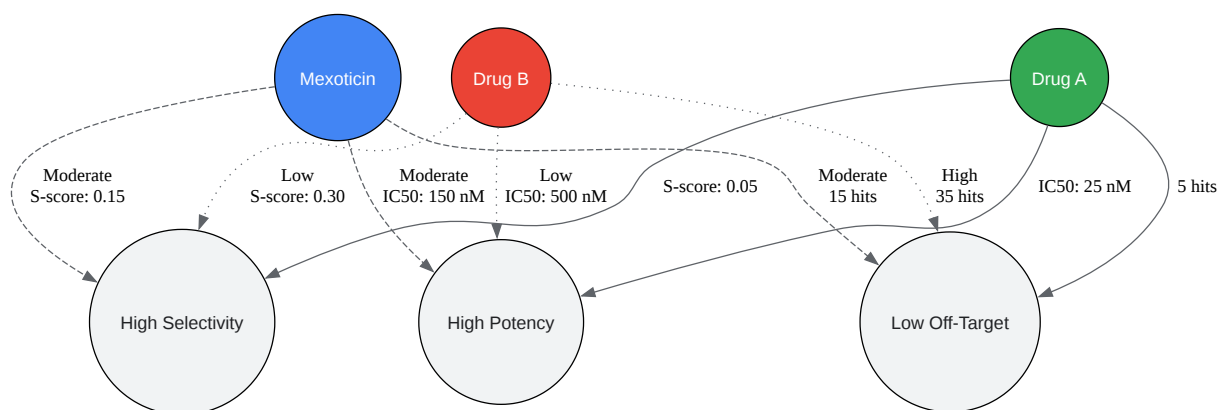 Mexoticin
Drug B
Drug A
Moderate
S-score: 0.15
Low
S-score: 0.30
Moderate
IC50: 150 nM
Low
IC50: 500 nM
S-score: 0.05
Moderate
15 hits
High
35 hits
IC50: 25 nM
5 hits
High Selectivity
High Potency
Low Off-Target